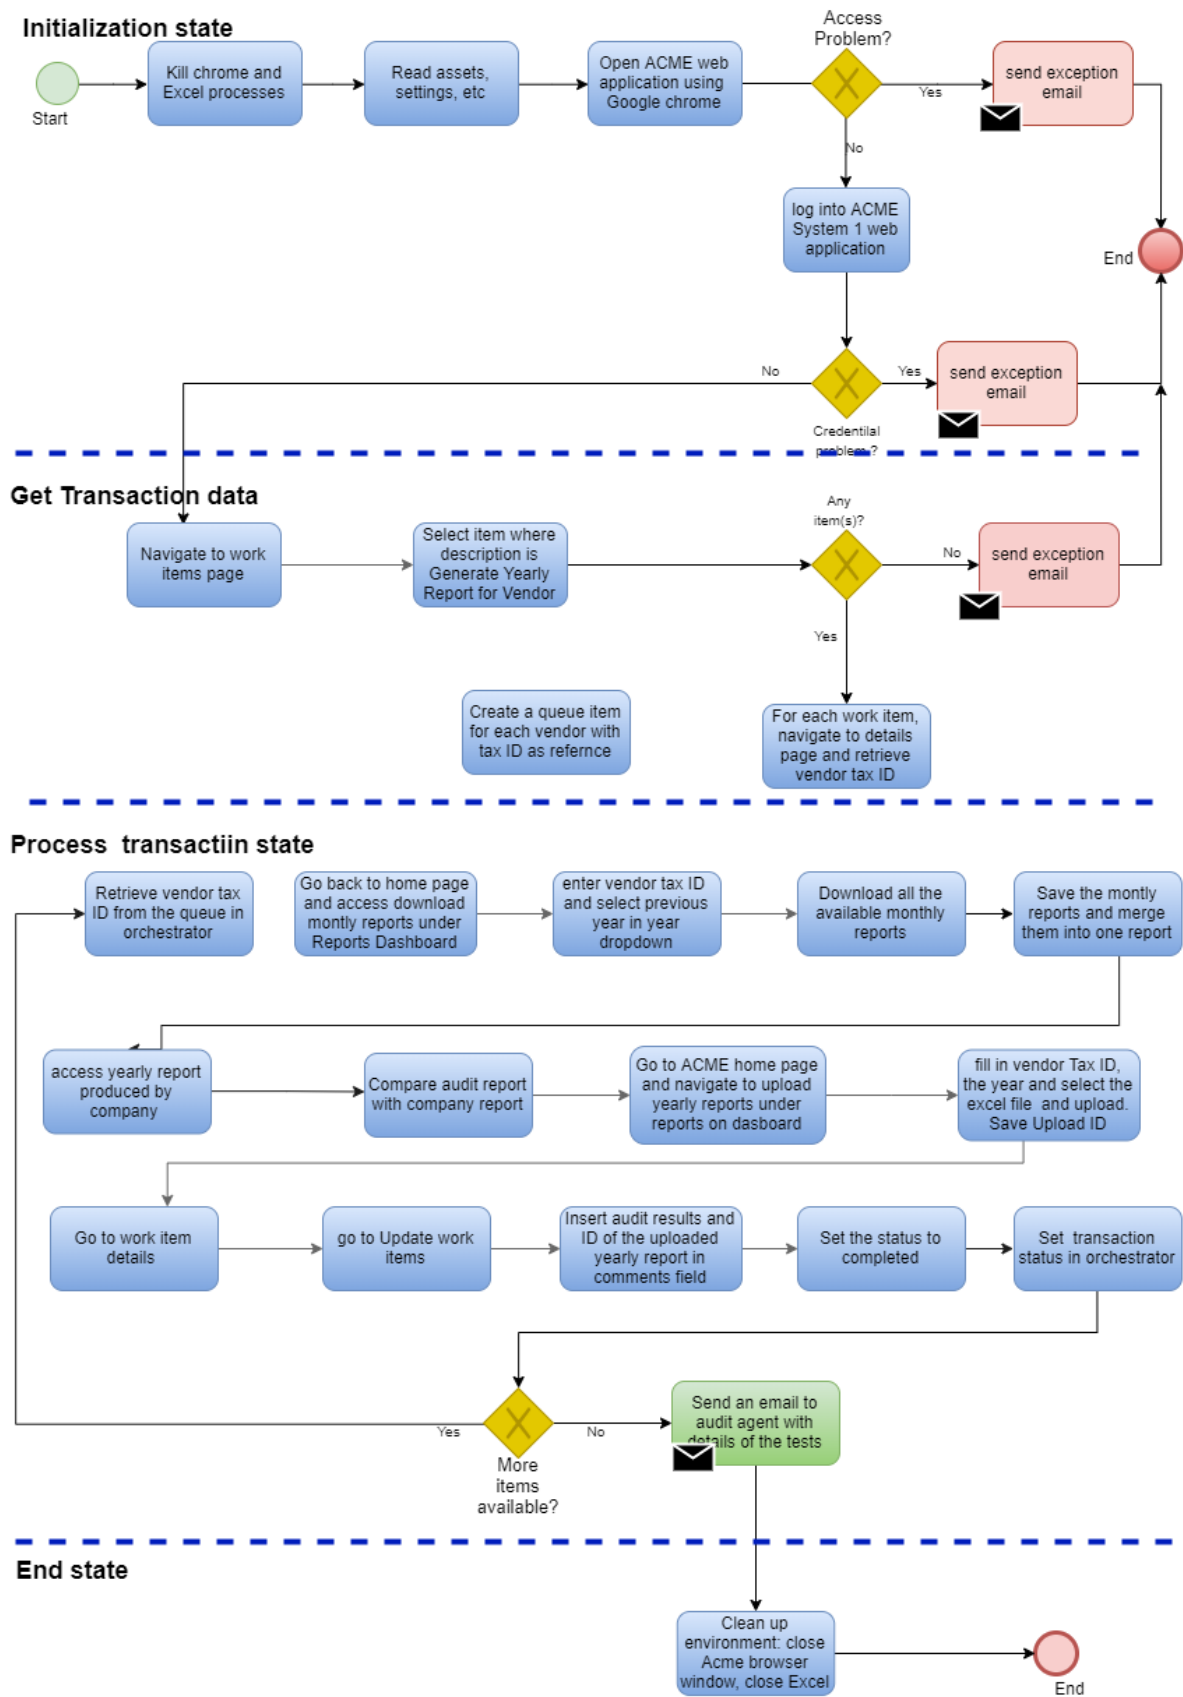 Initialization state
Access
Problem?
Start
Kill chrome and
Excel processes
Read assets,
settings, etc
Open ACME web
application using
Google chrome
Yes
send exception
email
No
log into ACME
System 1 web
application
End
No
Yes
send exception
email
Credentilal
problem ?
Get Transaction data
Any
item(s)?
Navigate to work
items page
Select item where
description is
Generate Yearly
Report for Vendor
No
send exception
email
Yes
Create a queue item
for each vendor with
tax ID as refernce
For each work item,
navigate to details
page and retrieve
vendor tax ID
Process transactiin state
Retrieve vendor tax
ID from the queue in
orchestrator
Go back to home page
and access download
montly reports under
Reports Dashboard
enter vendor tax ID
and select previous
year in year
dropdown
Download all the
available monthly
reports
Save the montly
reports and merge
them into one report
access yearly report
produced by
company
Compare audit report
with company report
Go to ACME home page
and navigate to upload
yearly reports under
reports on dasboard
fill in vendor Tax ID,
the year and select the
excel file and upload.
Save Upload ID
Go to work item
details
go to Update work
items
Insert audit results and
ID of the uploaded
yearly report in
comments field
Set the status to
completed
Set transaction
status in orchestrator
Yes
No
More
items
available?
Send an email to
audit agent with
details of the tests
End state
Clean up
environment: close
Acme browser
window, close Excel
End